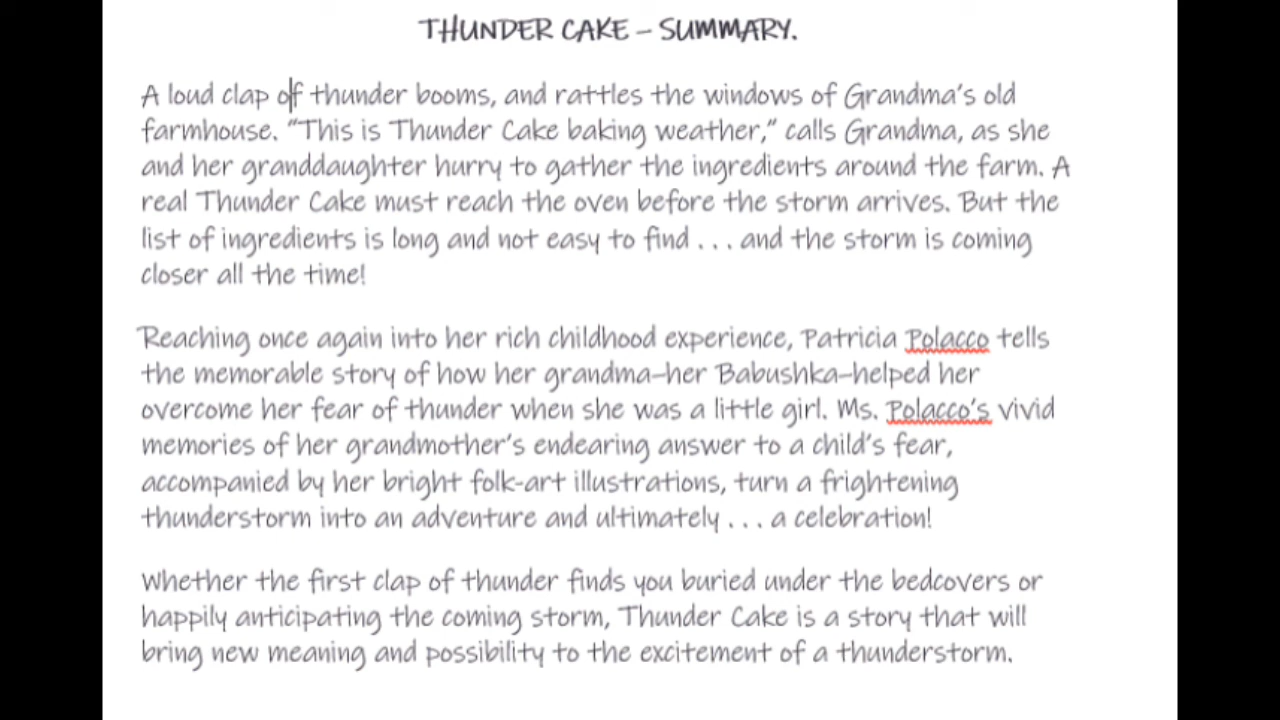 THUNDER CAKE – SUMMARY.
A loud clap of thunder booms, and rattles the windows of Grandma's old
farmhouse. "This is Thunder Cake baking weather," calls Grandma, as she
and her granddaughter hurry to gather the ingredients around the farm. A
real Thunder Cake must reach the oven before the storm arrives. But the
list of ingredients is long and not easy to find . . . and the storm is coming
closer all the time!
Reaching once again into her rich childhood experience, Patricia Polacco tells
the memorable story of how her grandma–her Babushka–helped her
overcome her fear of thunder when she was a little girl. Ms. Polacco's vivid
memories of her grandmother's endearing answer to a child's fear,
accompanied by her bright folk-art illustrations, turn a frightening
thunderstorm into an adventure and ultimately . . . a celebration!
Whether the first clap of thunder finds you buried under the bedcovers or
happily anticipating the coming storm, Thunder Cake is a story that will
bring new meaning and possibility to the excitement of a thunderstorm.